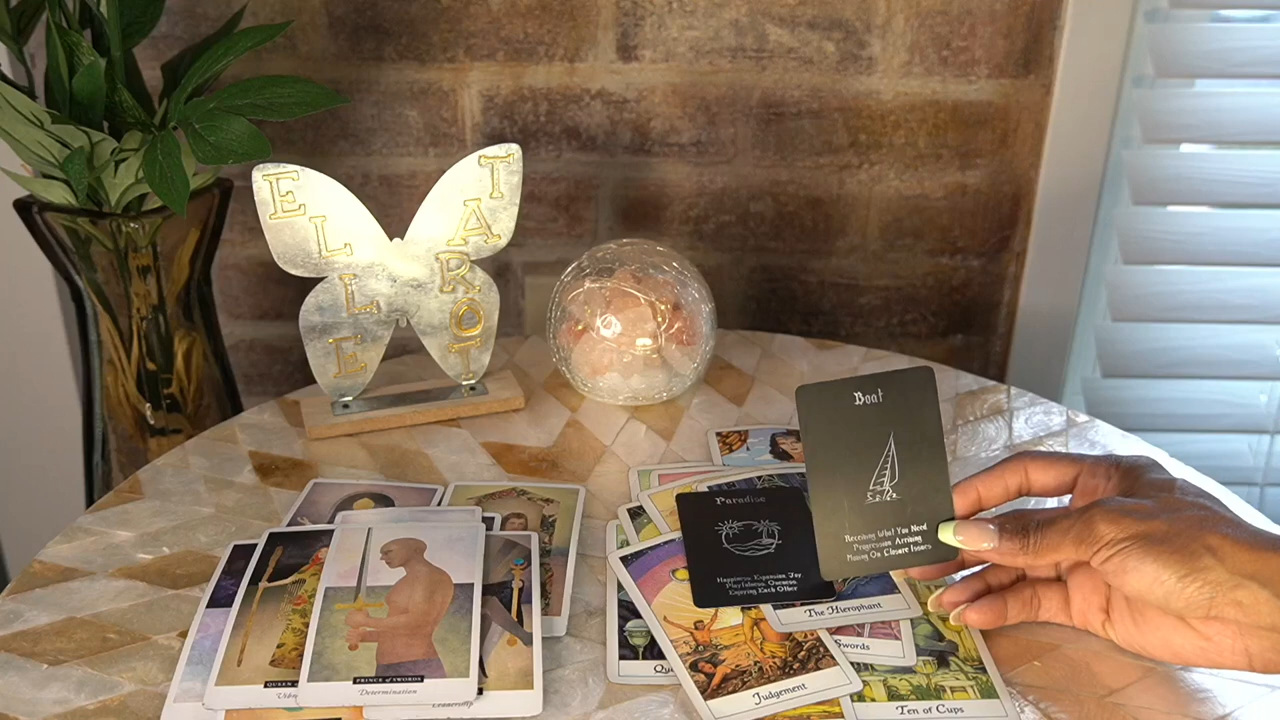 ELLE
TAROT
Boat
Receiving What You Need
Progression Arriving
Moving On Closure Issues
Paradise
Happiness, Expansion, Joy,
Playfulness, Oneness,
Enjoying Each Other
The Hierophant
Swords
Judgement
Ten of Cups
QUEEN
PRINCE OF SWORDS
Determination
Leadership